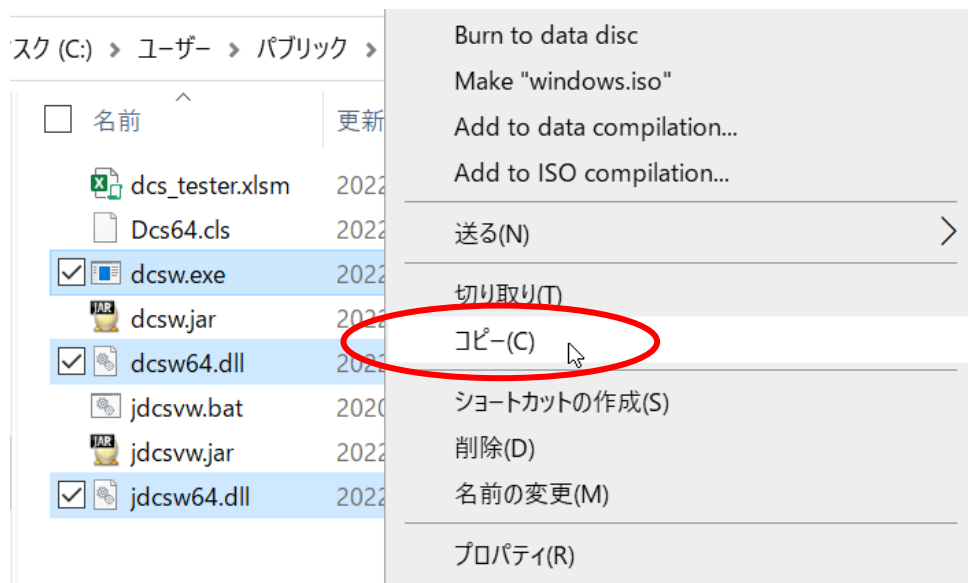 スク (C:) > ユーザー > パブリック >
名前 更新
dcs_tester.xlsm 2022
Dcs64.cls 2022
dcsw.exe 2022
dcsw.jar 2022
dcsw64.dll 2022
jdcsvw.bat 2020
jdcsvw.jar 2022
jdcsw64.dll 2022
Burn to data disc
Make "windows.iso"
Add to data compilation...
Add to ISO compilation...
送る(N)
切り取り(T)
コピー(C)
ショートカットの作成(S)
削除(D)
名前の変更(M)
プロパティ(R)